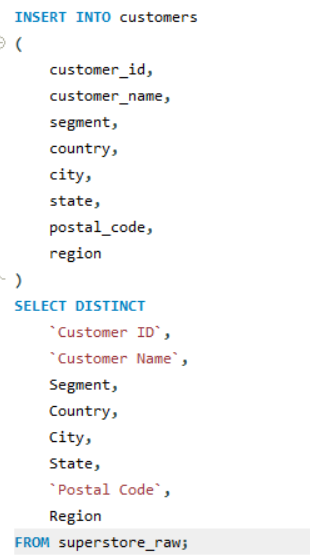 INSERT INTO customers
(
customer_id,
customer_name,
segment,
country,
city,
state,
postal_code,
region
)
SELECT DISTINCT
`Customer ID`,
`Customer Name`,
Segment,
Country,
City,
State,
`Postal Code`,
Region
FROM superstore_raw;